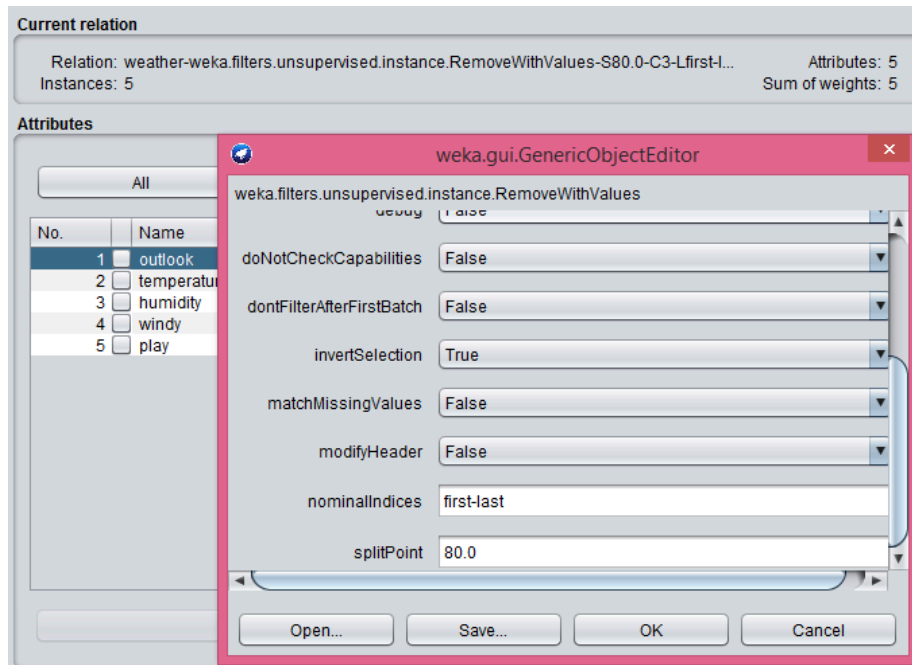 Current relation
Relation: weather-weka.filters.unsupervised.instance.RemoveWithValues-S80.0-C3-Lfirst-l... Attributes: 5
Instances: 5 Sum of weights: 5
Attributes
weka.gui.GenericObjectEditor
All
weka.filters.unsupervised.instance.RemoveWithValues
debug False
No. Name
1 outlook
2 temperatu
3 humidity
4 windy
5 play
doNotCheckCapabilities False
dontFilterAfterFirstBatch False
invertSelection True
matchMissingValues False
modifyHeader False
nominalIndices first-last
splitPoint 80.0
Open... Save... OK Cancel